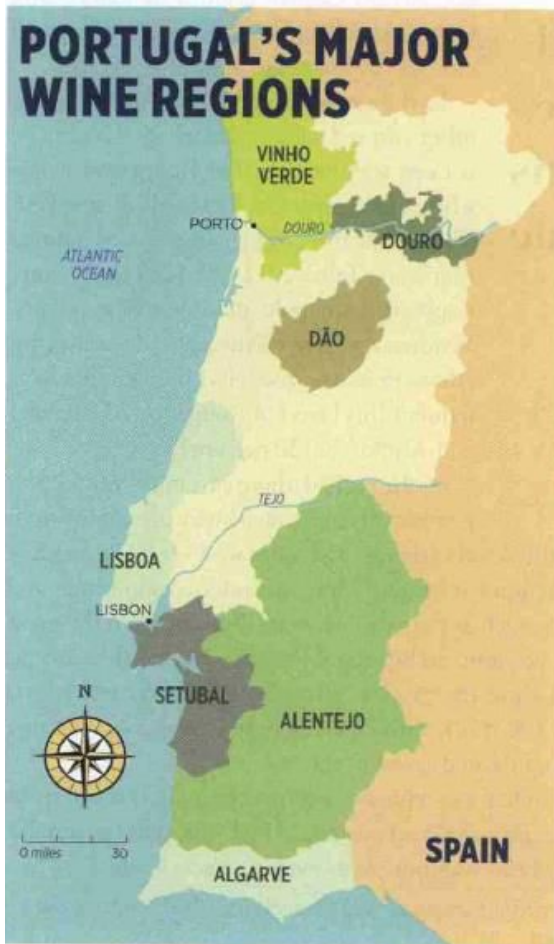 PORTUGAL'S MAJOR
WINE REGIONS
VINHO
VERDE
PORTO
DOURO
DOURO
ATLANTIC
OCEAN
DÃO
TEJO
LISBOA
LISBON
N
SETUBAL
ALENTEJO
0 miles 30
SPAIN
ALGARVE